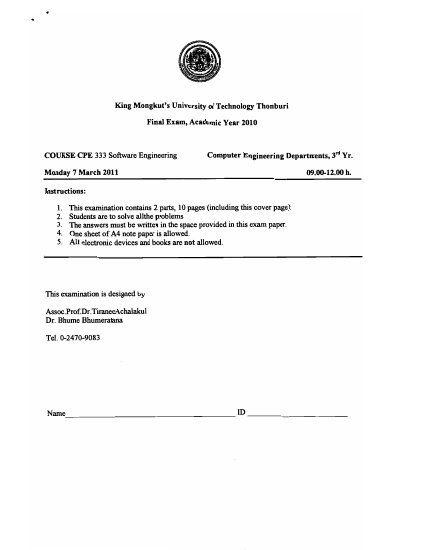 King Mongkut's University of Technology Thonburi
Final Exam, Academic Year 2010
COURSE CPE 333 Software Engineering Computer Engineering Departments, 3rd Yr.
Monday 7 March 2011 09.00-12.00 h.
Instructions:
1. This examination contains 2 parts, 10 pages (including this cover page)
2. Students are to solve allthe problems
3. The answers must be written in the space provided in this exam paper.
4. One sheet of A4 note paper is allowed.
5. All electronic devices and books are not allowed.
This examination is designed by
Assoc.Prof.Dr.TiraneeAchalakul
Dr. Bhume Bhumeratana
Tel. 0-2470-9083
Name ID